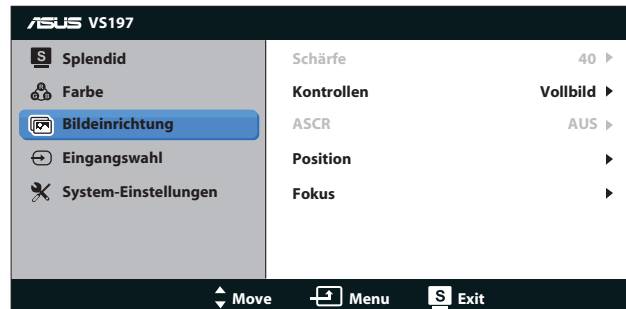 ASUS VS197
S Splendid
Farbe
Bildeinrichtung
Eingangswahl
System-Einstellungen
Schärfe 40
Kontrollen Vollbild
ASCR AUS
Position
Fokus
Move Menu S Exit